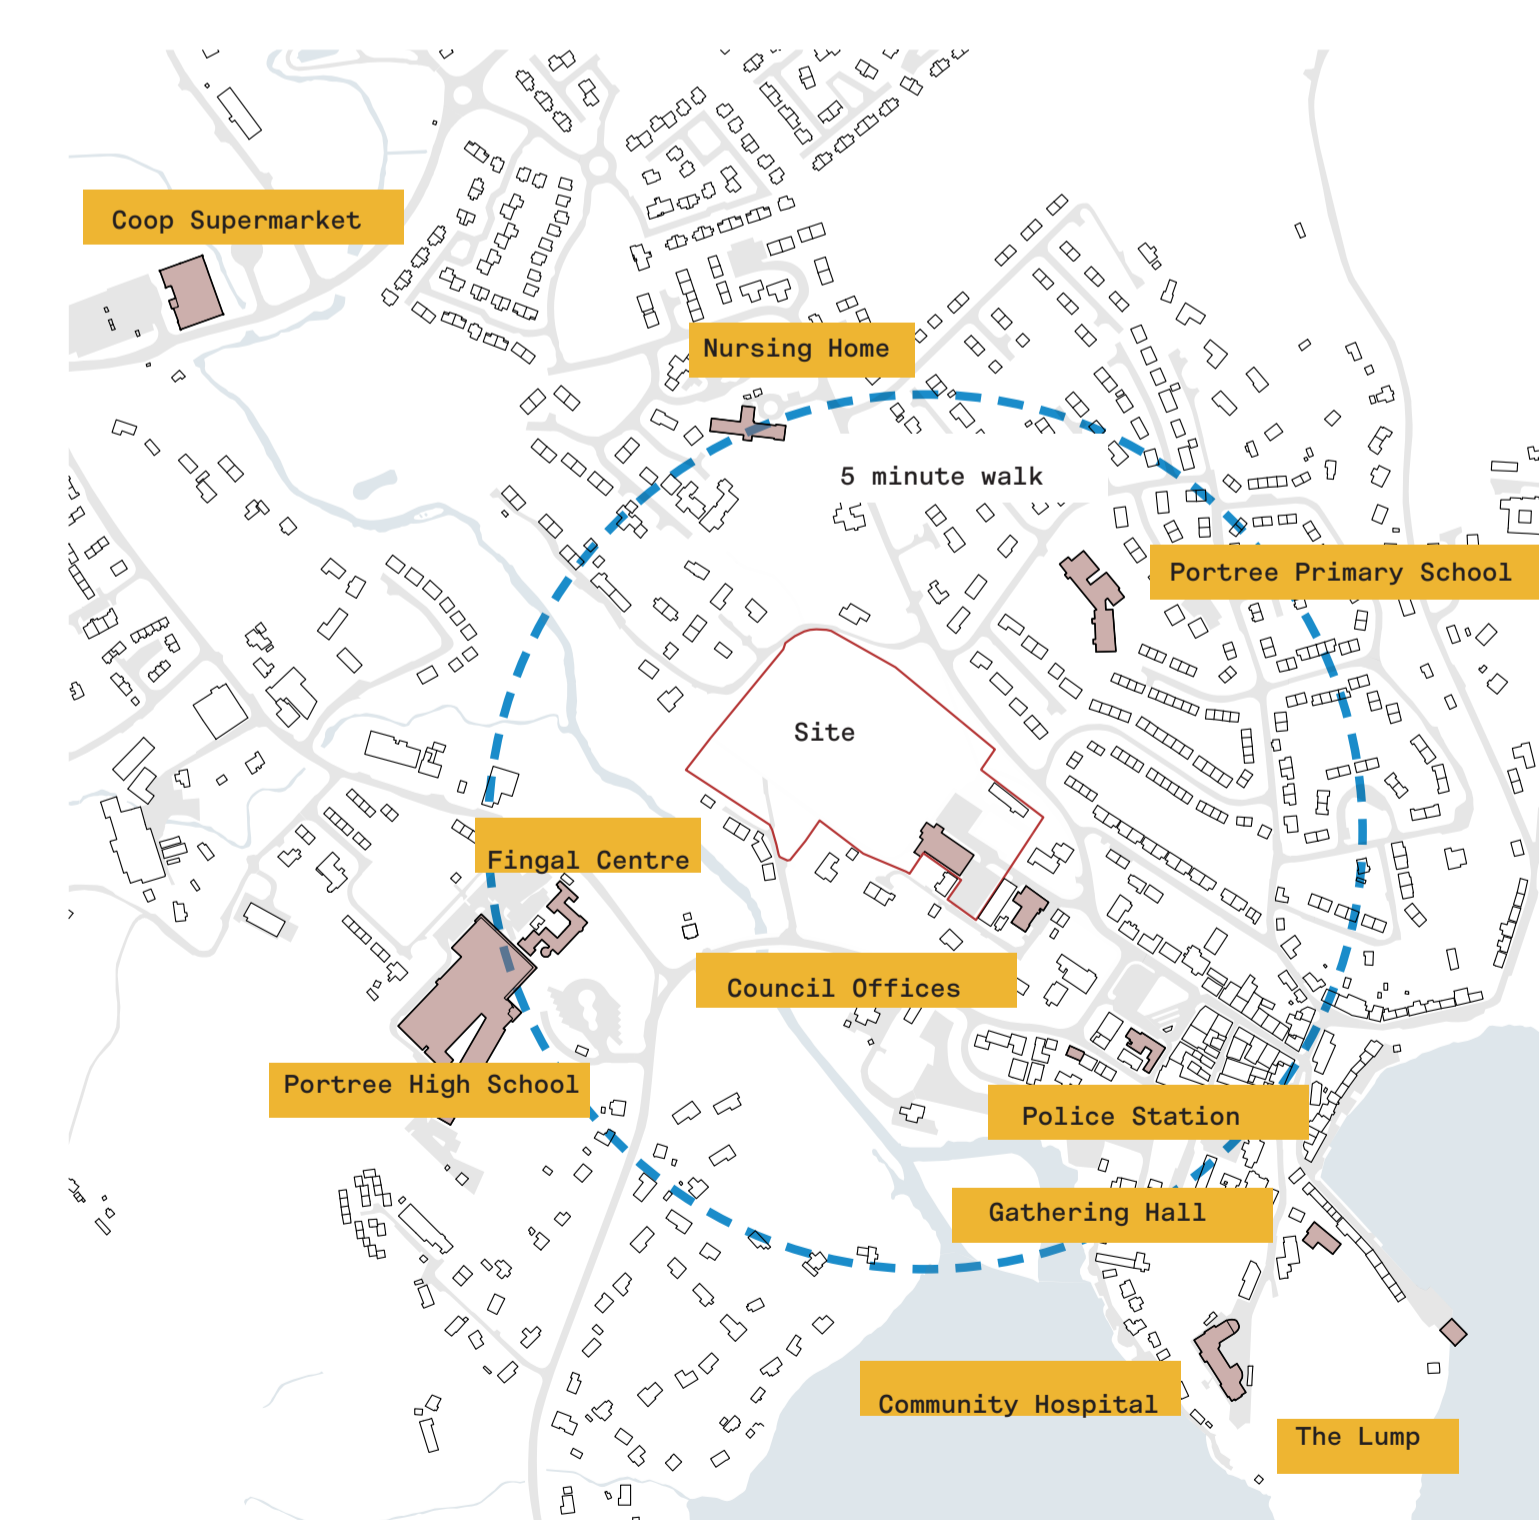 Coop Supermarket
Nursing Home
5 minute walk
Portree Primary School
Site
Fingal Centre
Council Offices
Portree High School
Police Station
Gathering Hall
Community Hospital
The Lump